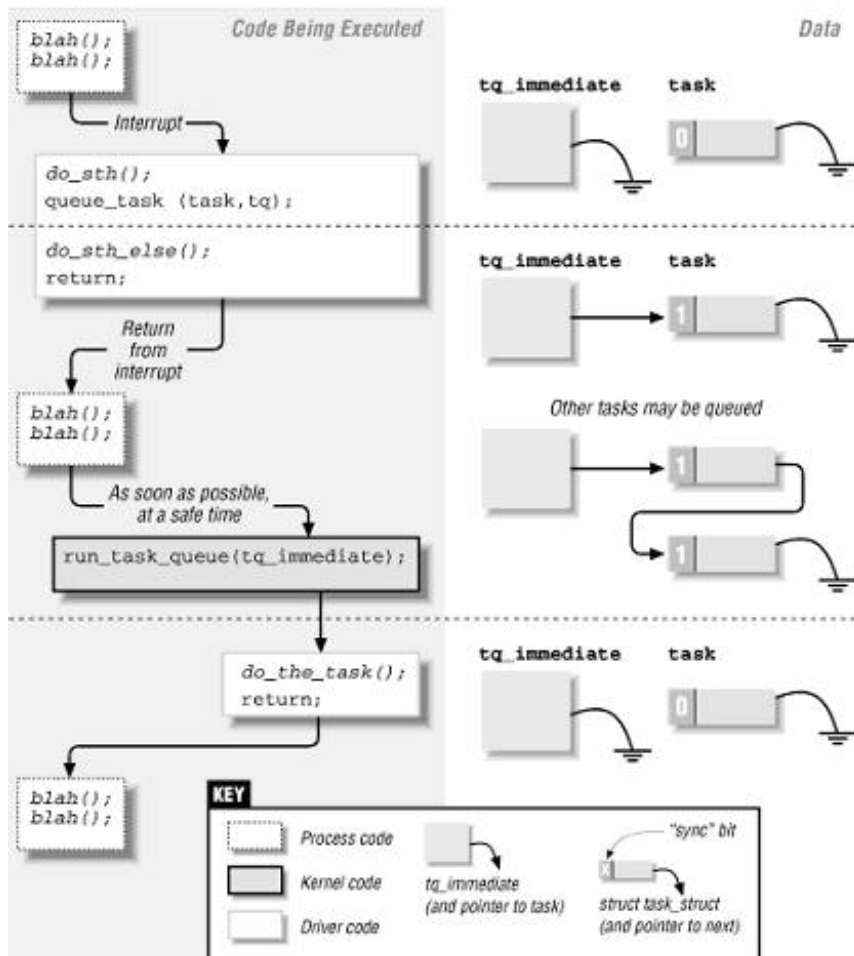 Code Being Executed
Data
blah();
blah();
Interrupt
tq_immediate
task
0
do_sth();
queue_task (task,tq);
do_sth_else();
return;
tq_immediate
task
1
Return
from
interrupt
blah();
blah();
Other tasks may be queued
1
1
As soon as possible,
at a safe time
run_task_queue(tq_immediate);
tq_immediate
task
0
do_the_task();
return;
blah();
blah();
KEY
Process code
Kernel code
Driver code
tq_immediate
(and pointer to task)
"sync" bit
X
struct task_struct
(and pointer to next)